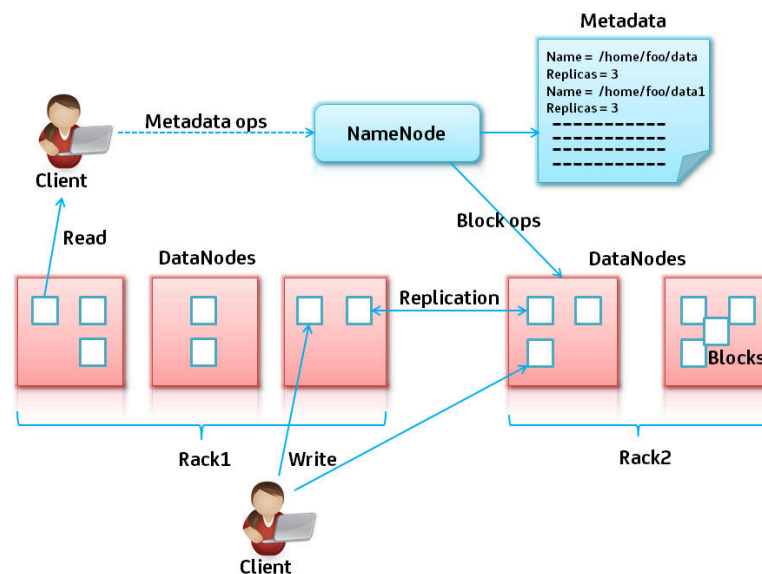 Metadata
Name = /home/foo/data
Replicas = 3
Name = /home/foo/data1
Replicas = 3
Metadata ops
NameNode
Client
Block ops
Read
DataNodes
DataNodes
Replication
Blocks
Rack1
Write
Rack2
Client